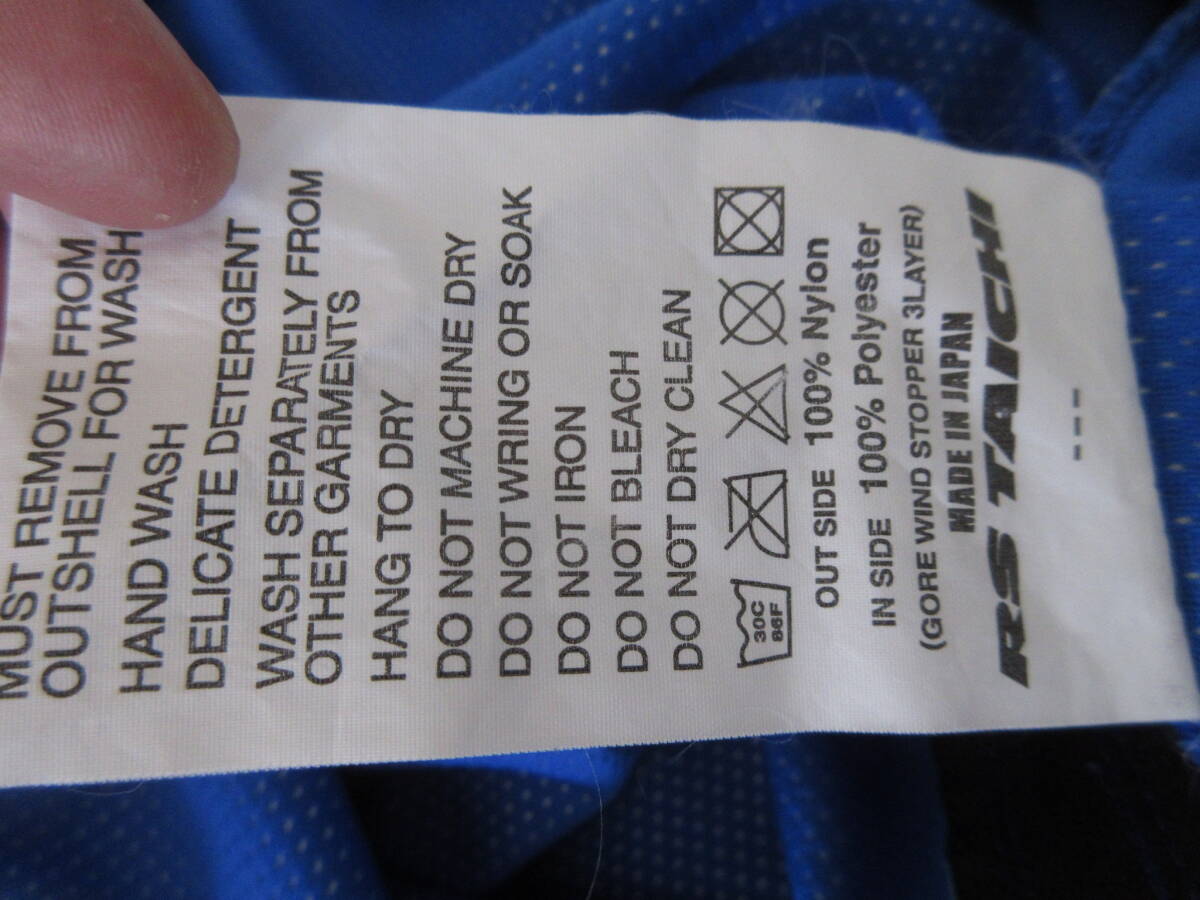 MUST REMOVE FROM
OUTSHELL FOR WASH
HAND WASH
DELICATE DETERGENT
WASH SEPARATELY FROM
OTHER GARMENTS
HANG TO DRY
DO NOT MACHINE DRY
DO NOT WRING OR SOAK
DO NOT IRON
DO NOT BLEACH
DO NOT DRY CLEAN
30C
86F
OUT SIDE 100% Nylon
IN SIDE 100% Polyester
(GORE WIND STOPPER 3LAYER)
MADE IN JAPAN
RS TAICHI
---